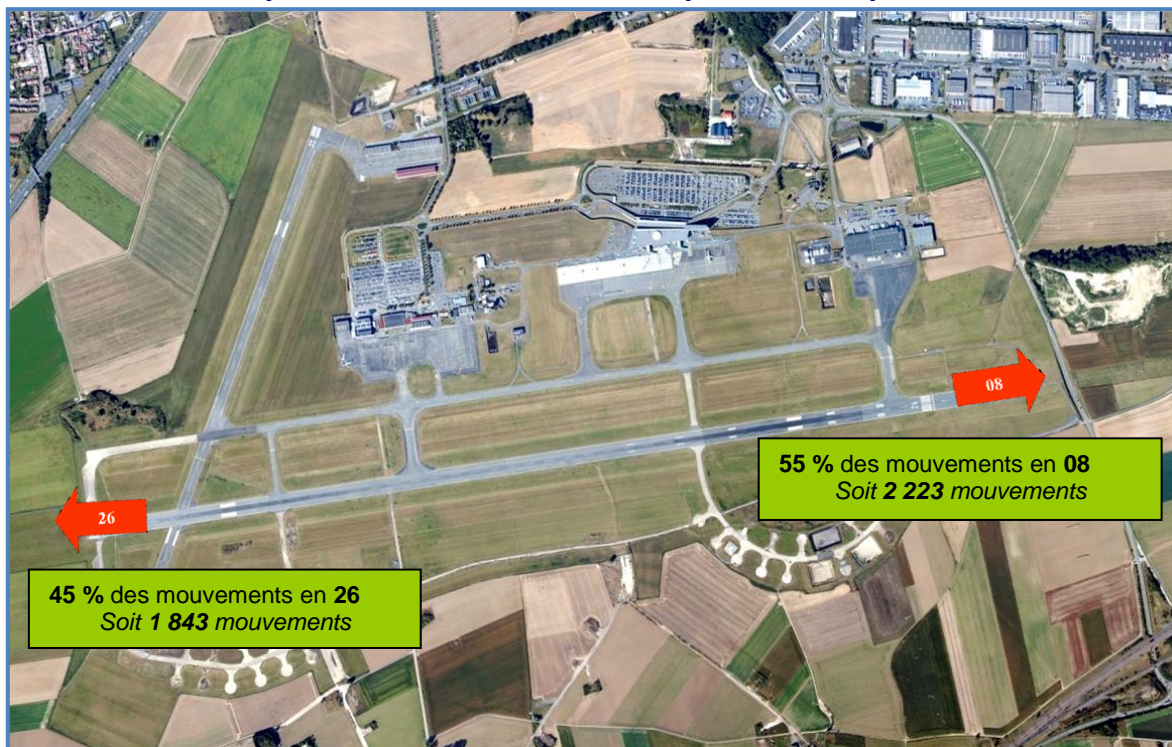 08
55 % des mouvements en 08
Soit 2 223 mouvements
26
45 % des mouvements en 26
Soit 1 843 mouvements